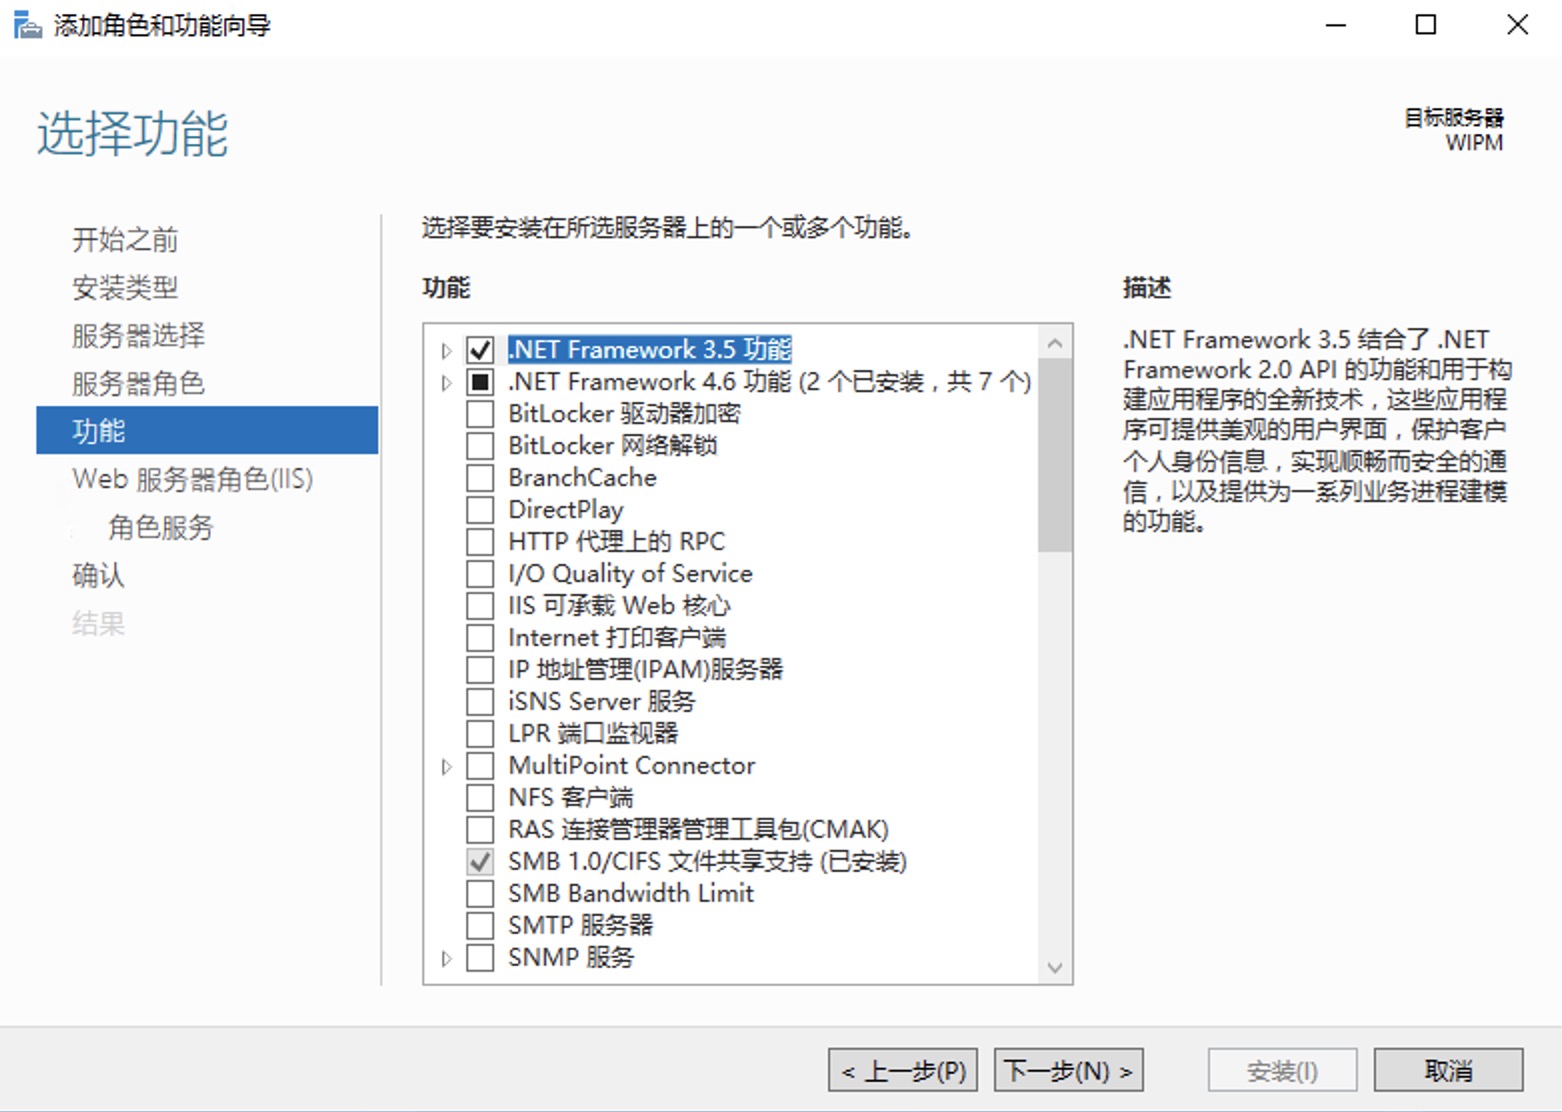 添加角色和功能向导
选择功能
目标服务器
WIPM
开始之前
安装类型
服务器选择
服务器角色
功能
Web 服务器角色(IIS)
角色服务
确认
结果
选择要安装在所选服务器上的一个或多个功能。
功能
.NET Framework 3.5 功能
.NET Framework 4.6 功能 (2 个已安装，共 7 个)
BitLocker 驱动器加密
BitLocker 网络解锁
BranchCache
DirectPlay
HTTP 代理上的 RPC
I/O Quality of Service
IIS 可承载 Web 核心
Internet 打印客户端
IP 地址管理(IPAM)服务器
iSNS Server 服务
LPR 端口监视器
MultiPoint Connector
NFS 客户端
RAS 连接管理器管理工具包(CMAK)
SMB 1.0/CIFS 文件共享支持 (已安装)
SMB Bandwidth Limit
SMTP 服务器
SNMP 服务
描述
.NET Framework 3.5 结合了 .NET
Framework 2.0 API 的功能和用于构
建应用程序的全新技术，这些应用程
序可提供美观的用户界面，保护客户
个人身份信息，实现顺畅而安全的通
信，以及提供为一系列业务进程建模
的功能。
< 上一步(P)
下一步(N) >
安装(I)
取消